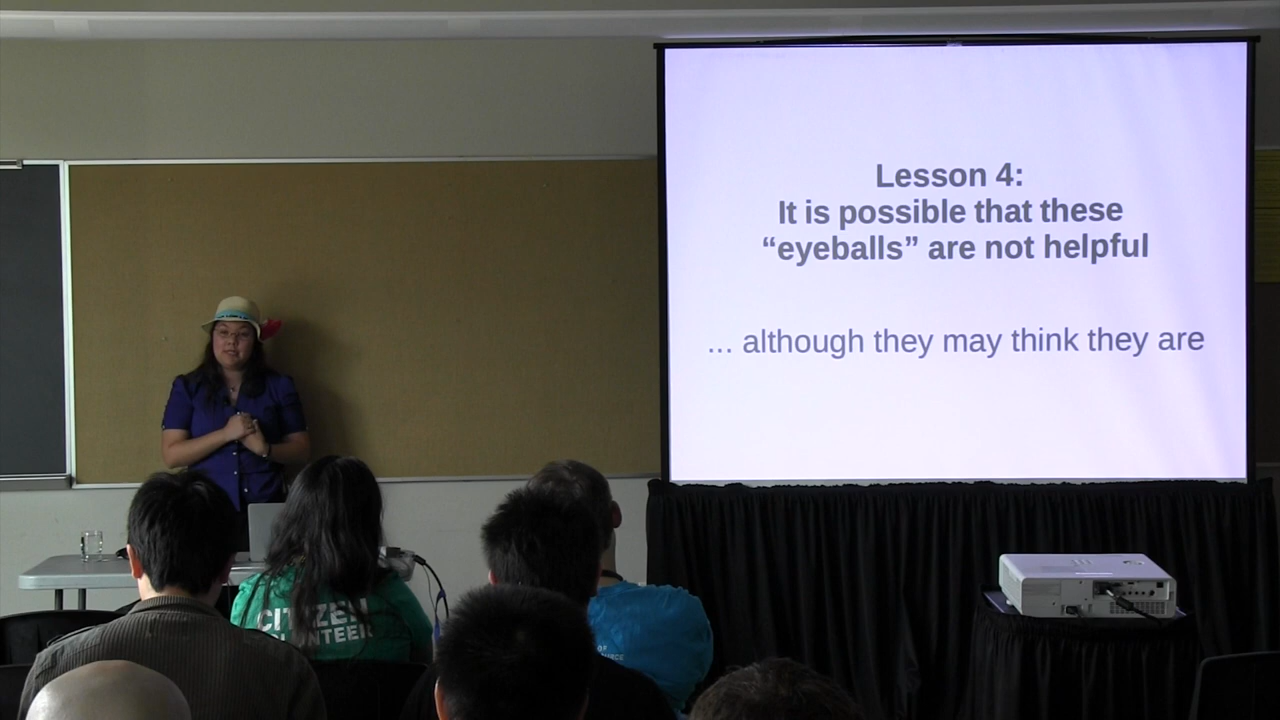 Lesson 4:
It is possible that these
“eyeballs” are not helpful
... although they may think they are
CITIZEN
VOLUNTEER
OF